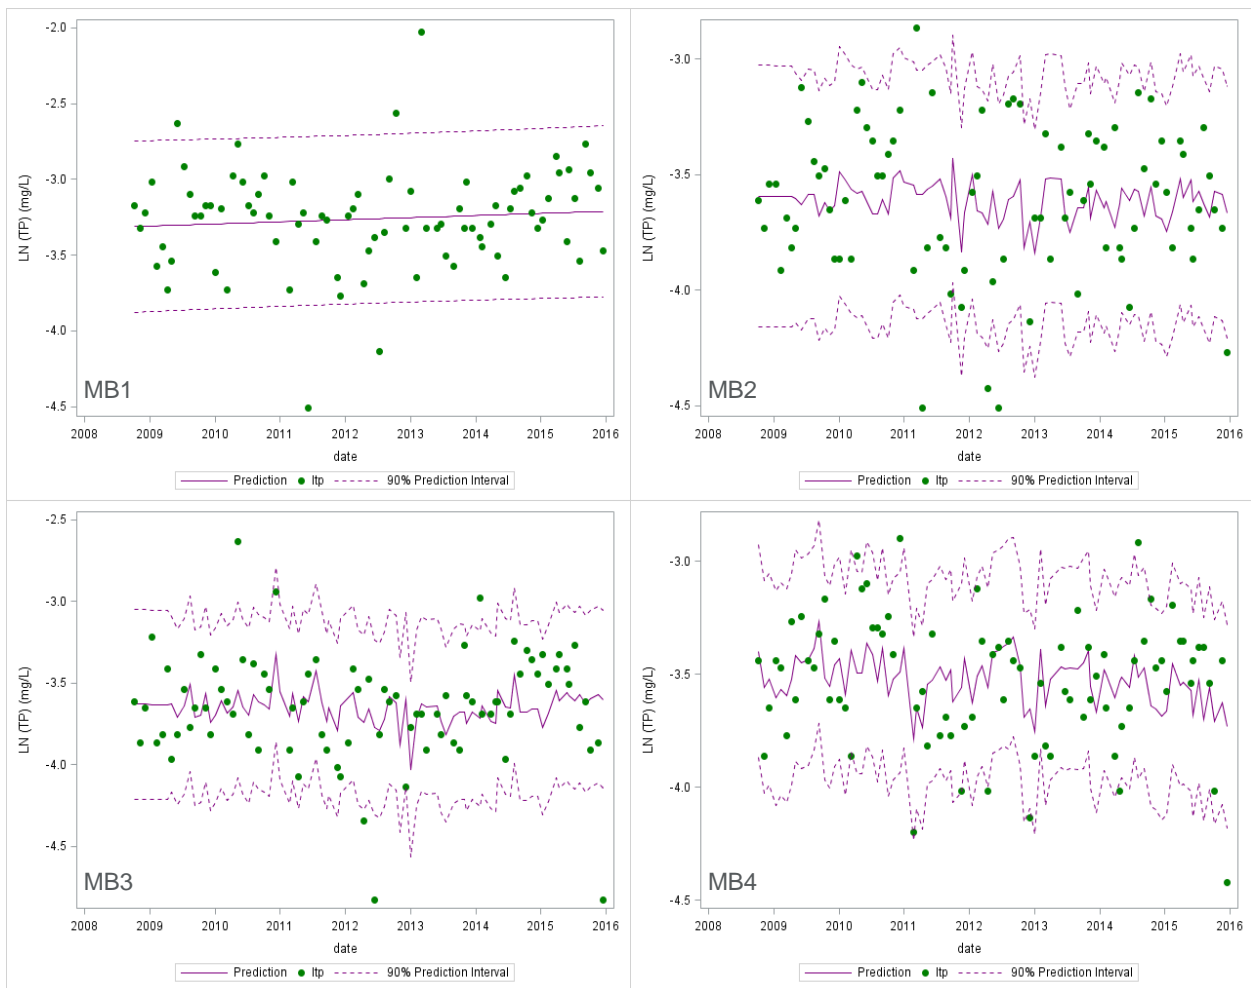 -2.0
-2.5
-3.0
-3.5
-4.0
-4.5
LN (TP) (mg/L)
MB1
2008 2009 2010 2011 2012 2013 2014 2015 2016
date
Prediction ltp 90% Prediction Interval
-3.0
-3.5
-4.0
-4.5
LN (TP) (mg/L)
MB2
2008 2009 2010 2011 2012 2013 2014 2015 2016
date
Prediction ltp 90% Prediction Interval
-2.5
-3.0
-3.5
-4.0
-4.5
LN (TP) (mg/L)
MB3
2008 2009 2010 2011 2012 2013 2014 2015 2016
date
Prediction ltp 90% Prediction Interval
-3.0
-3.5
-4.0
-4.5
LN (TP) (mg/L)
MB4
2008 2009 2010 2011 2012 2013 2014 2015 2016
date
Prediction ltp 90% Prediction Interval